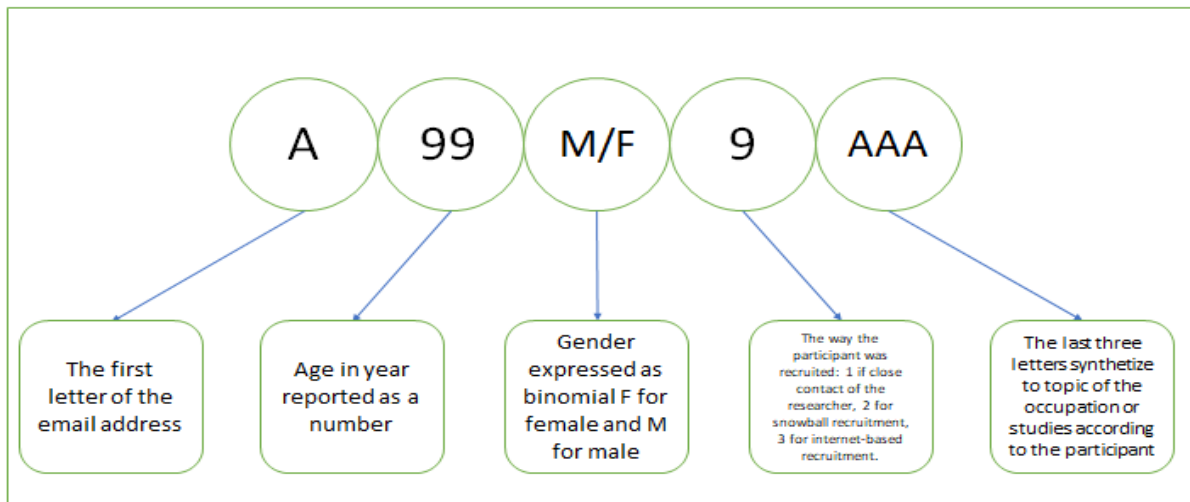 A
99
M/F
9
AAA
The first
letter of the
email address
Age in year
reported as a
number
Gender
expressed as
binomial F for
female and M
for male
The way the
participant was
recruited: 1 if close
contact of the
researcher, 2 for
snowball recruitment,
3 for internet-based
recruitment.
The last three
letters synthetize
to topic of the
occupation or
studies according
to the participant